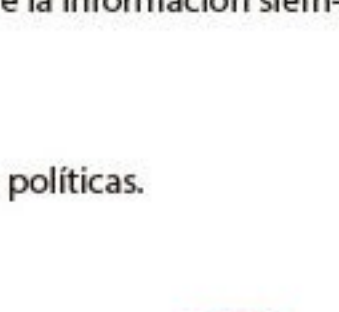 e la información siem-
políticas.